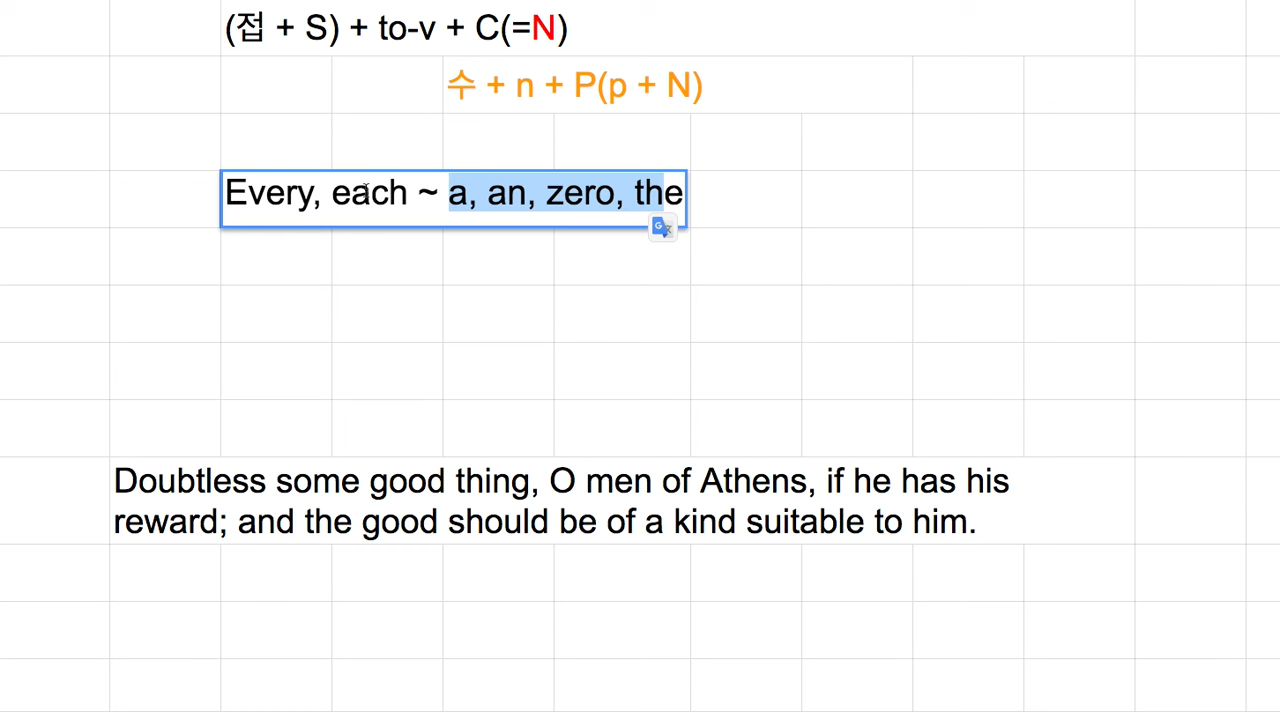 (접 + S) + to-v + C(=N)
수 + n + P(p + N)
Every, each ~ a, an, zero, the
Doubtless some good thing, O men of Athens, if he has his
reward; and the good should be of a kind suitable to him.